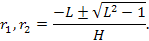 r₁, r₂ = (−L ± √(L² − 1)) / H.